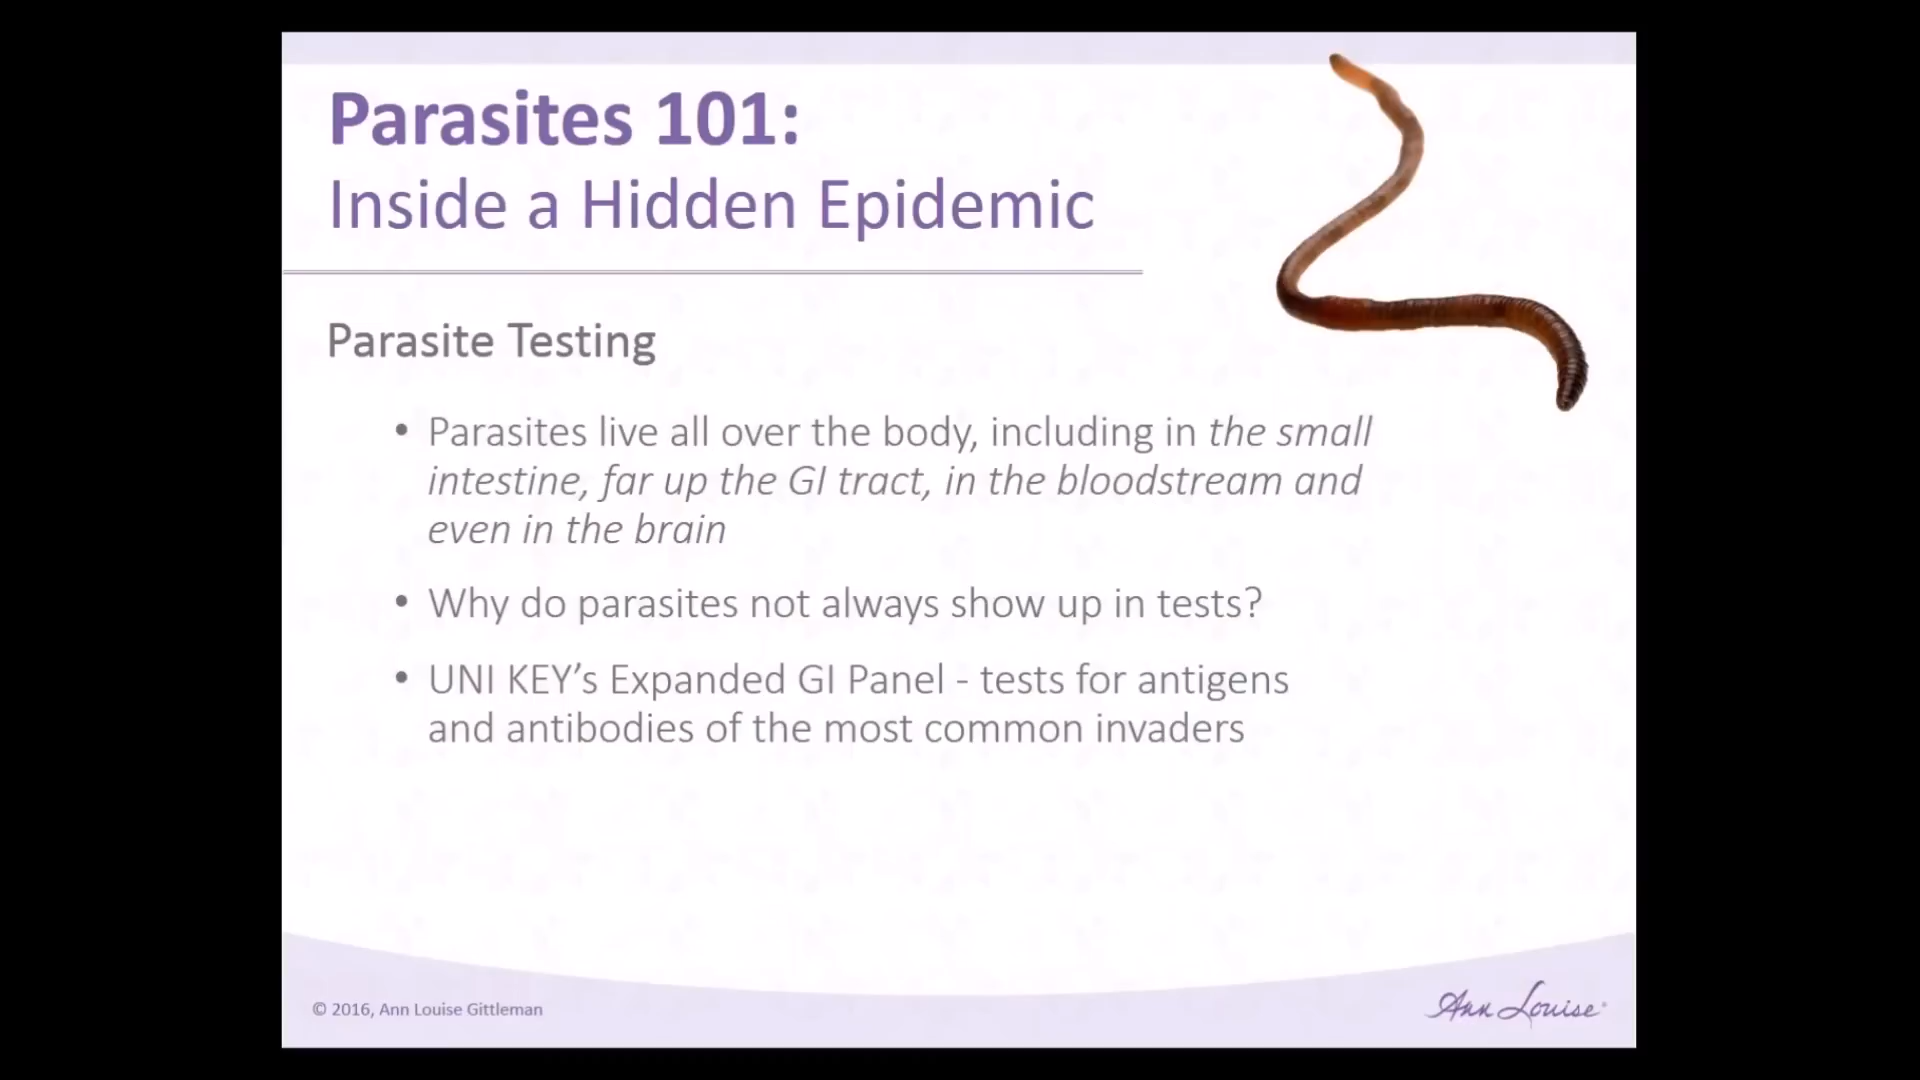 Parasites 101:
Inside a Hidden Epidemic
Parasite Testing
• Parasites live all over the body, including in the small
intestine, far up the GI tract, in the bloodstream and
even in the brain
• Why do parasites not always show up in tests?
• UNI KEY’s Expanded GI Panel - tests for antigens
and antibodies of the most common invaders
© 2016, Ann Louise Gittleman
Ann Louise